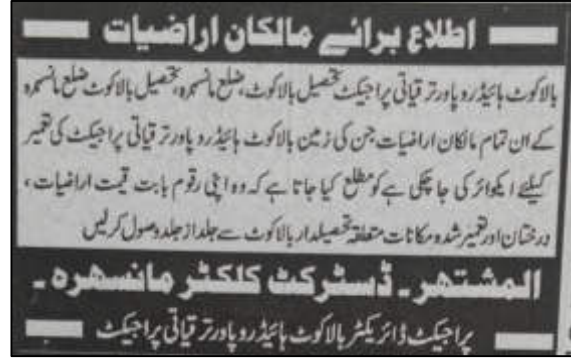 اطلاع برائے مالکان اراضیات
بالاکوٹ ہائیڈرو پاور ترقیاتی پراجیکٹ تحصیل بالاکوٹ، ضلع مانسہرہ، تحصیل بالاکوٹ ضلع مانسہرہ
کے ان تمام مالکان اراضیات جن کی زمین بالاکوٹ ہائیڈرو پاور ترقیاتی پراجیکٹ کی تعمیر
کیلئے ایکوائر کی جا چکی ہے کو مطلع کیا جاتا ہے کہ وہ اپنی رقوم بابت قیمت اراضیات،
درختان اور تعمیر شدہ مکانات متعلقہ تحصیلدار بالاکوٹ سے جلد از جلد وصول کرلیں
المشتہر۔ ڈسٹرکٹ کلکٹر مانسہرہ۔
پراجیکٹ ڈائریکٹر بالاکوٹ ہائیڈرو پاور ترقیاتی پراجیکٹ